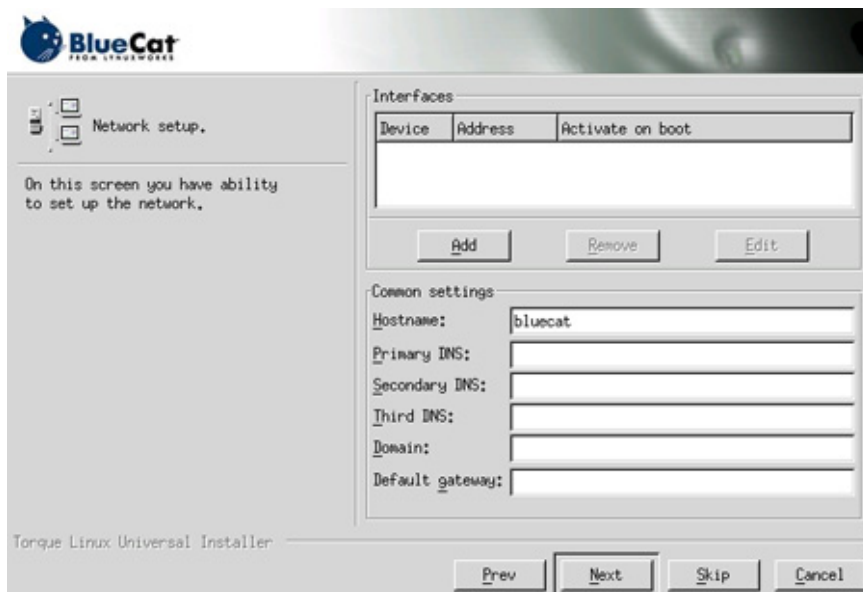 BlueCat
FROM LYNUXWORKS
Network setup.
On this screen you have ability
to set up the network.
Interfaces
Device Address Activate on boot
Add Remove Edit
Common settings
Hostname: bluecat
Primary DNS:
Secondary DNS:
Third DNS:
Domain:
Default gateway:
Torque Linux Universal Installer
Prev Next Skip Cancel